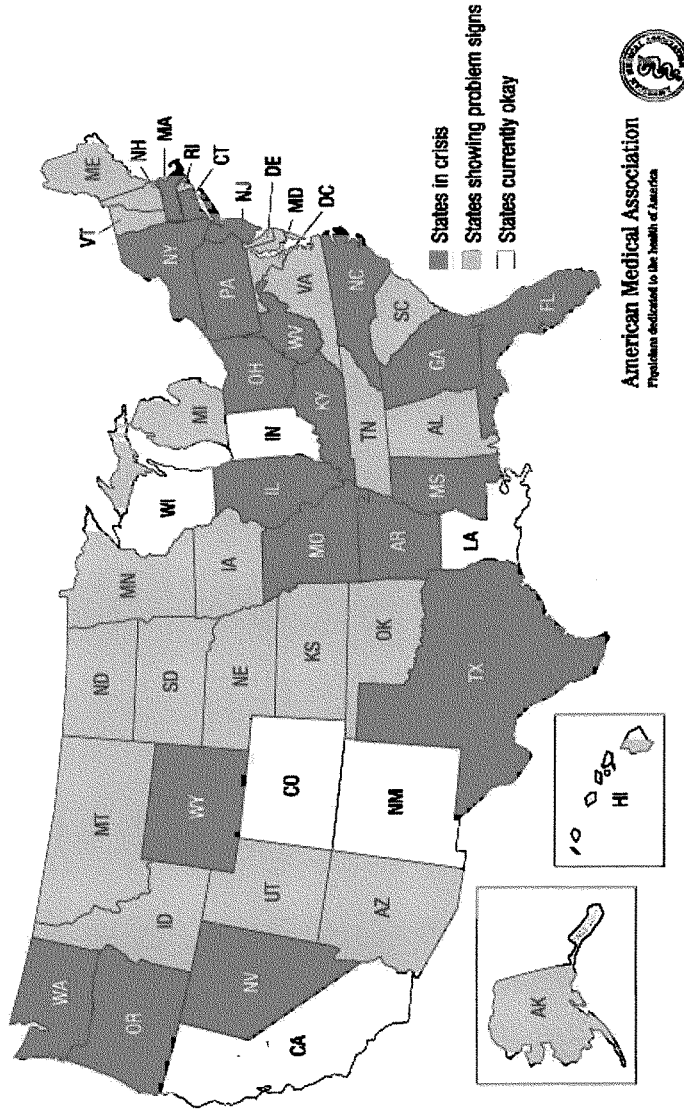 WA
OR
CA
NV
ID
MT
WY
UT
AZ
CO
NM
ND
SD
NE
KS
OK
TX
MN
IA
MO
AR
LA
WI
IL
MI
IN
OH
KY
TN
MS
AL
GA
FL
SC
NC
VA
WV
PA
NY
VT
ME
NH
MA
RI
CT
NJ
DE
MD
DC
AK
HI
States in crisis
States showing problem signs
States currently okay
American Medical Association
Physicians dedicated to the health of America
AMERICAN MEDICAL ASSOCIATION